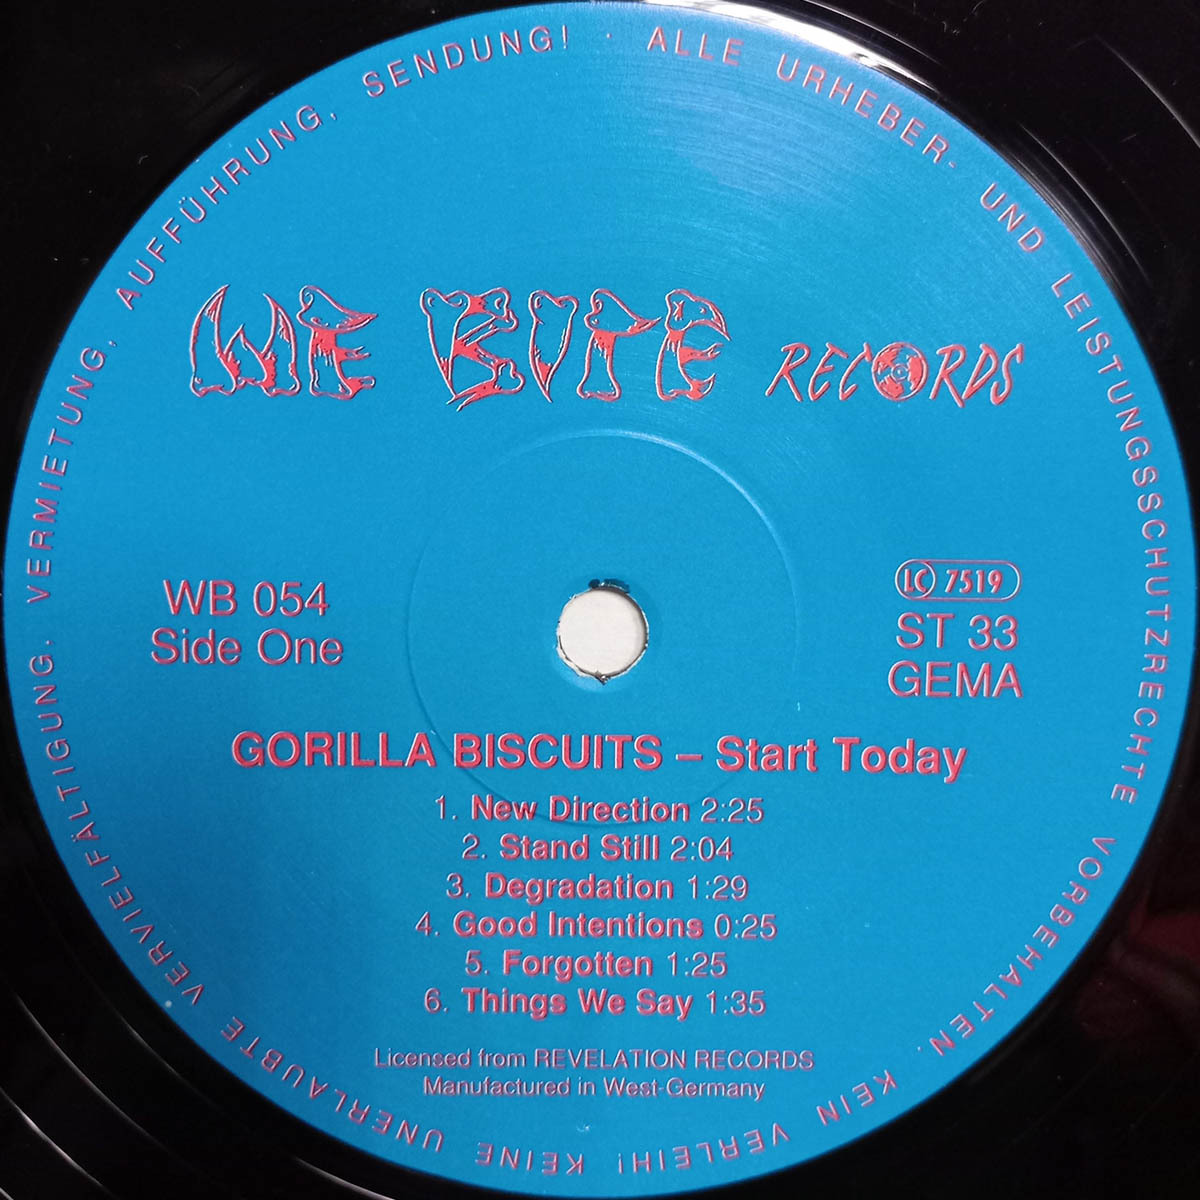 ALLE URHEBER- UND LEISTUNGSSCHUTZRECHTE VORBEHALTEN. KEIN VERLEIH! KEINE UNERLAUBTE VERVIELFÄLTIGUNG. VERMIETUNG, AUFFÜHRUNG, SENDUNG! ·
WE BITE RECORDS
WB 054
Side One
LC 7519
ST 33
GEMA
GORILLA BISCUITS – Start Today
1. New Direction 2:25
2. Stand Still 2:04
3. Degradation 1:29
4. Good Intentions 0:25
5. Forgotten 1:25
6. Things We Say 1:35
Licensed from REVELATION RECORDS
Manufactured in West-Germany